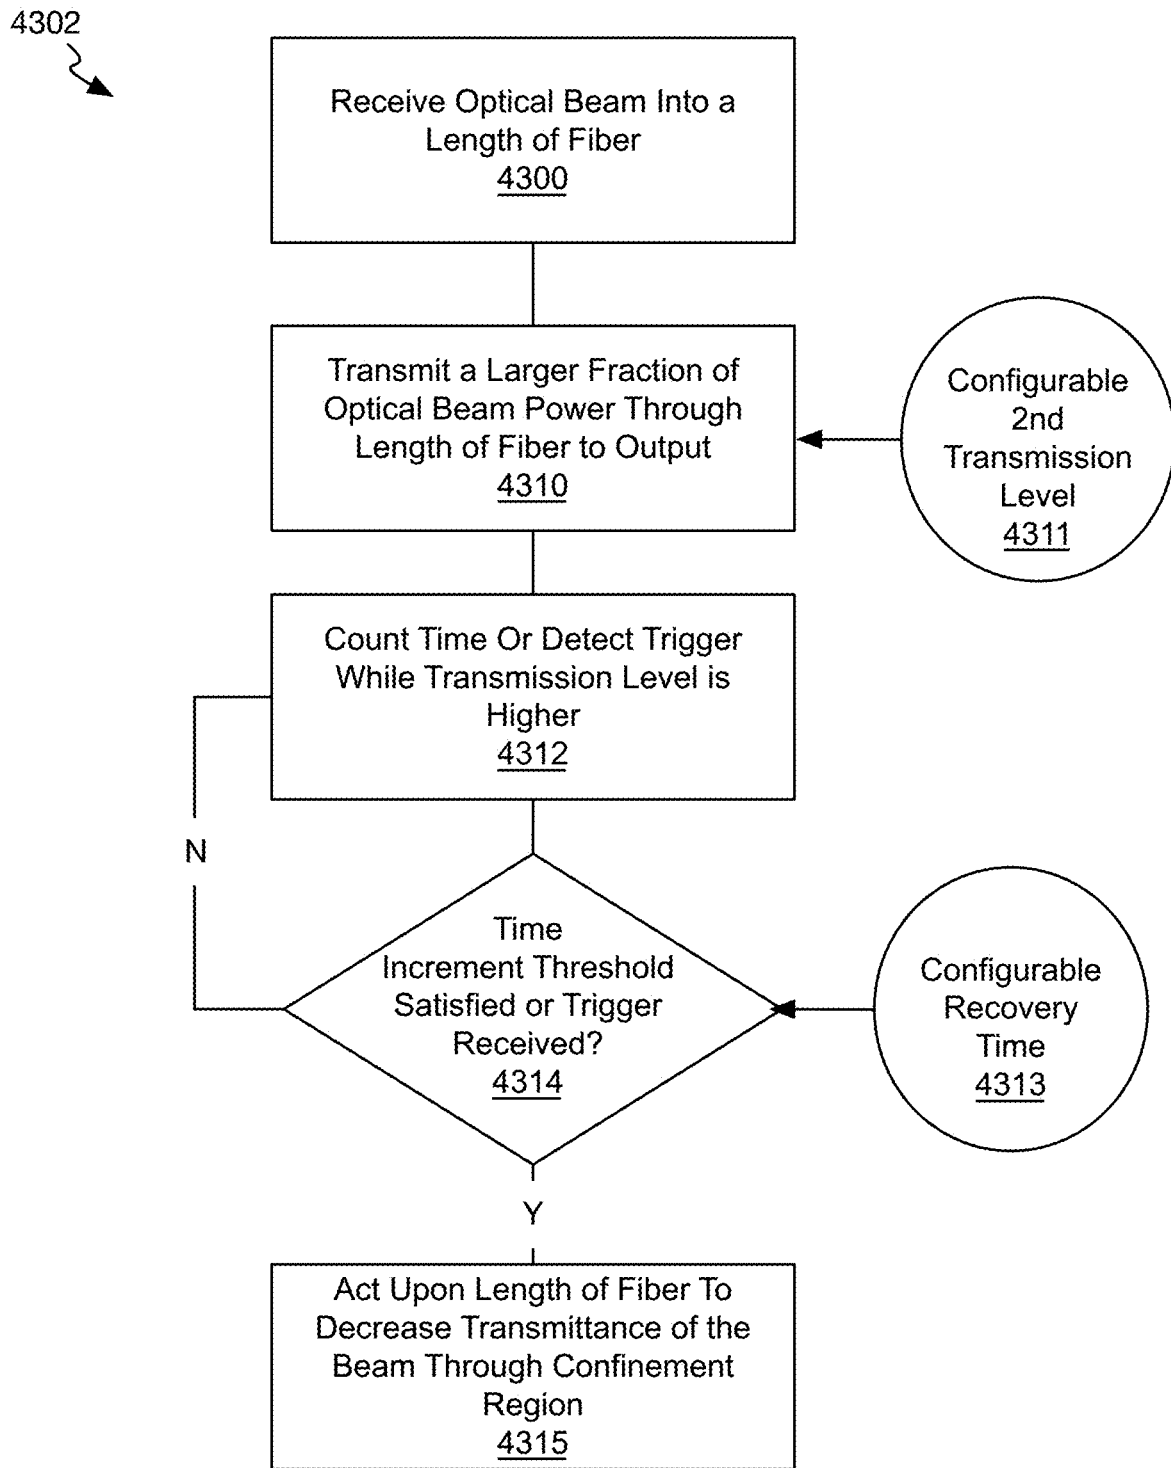 4302
Receive Optical Beam Into a
Length of Fiber
4300
Transmit a Larger Fraction of
Optical Beam Power Through
Length of Fiber to Output
4310
Configurable
2nd
Transmission
Level
4311
Count Time Or Detect Trigger
While Transmission Level is
Higher
4312
N
Time
Increment Threshold
Satisfied or Trigger
Received?
4314
Configurable
Recovery
Time
4313
Y
Act Upon Length of Fiber To
Decrease Transmittance of the
Beam Through Confinement
Region
4315